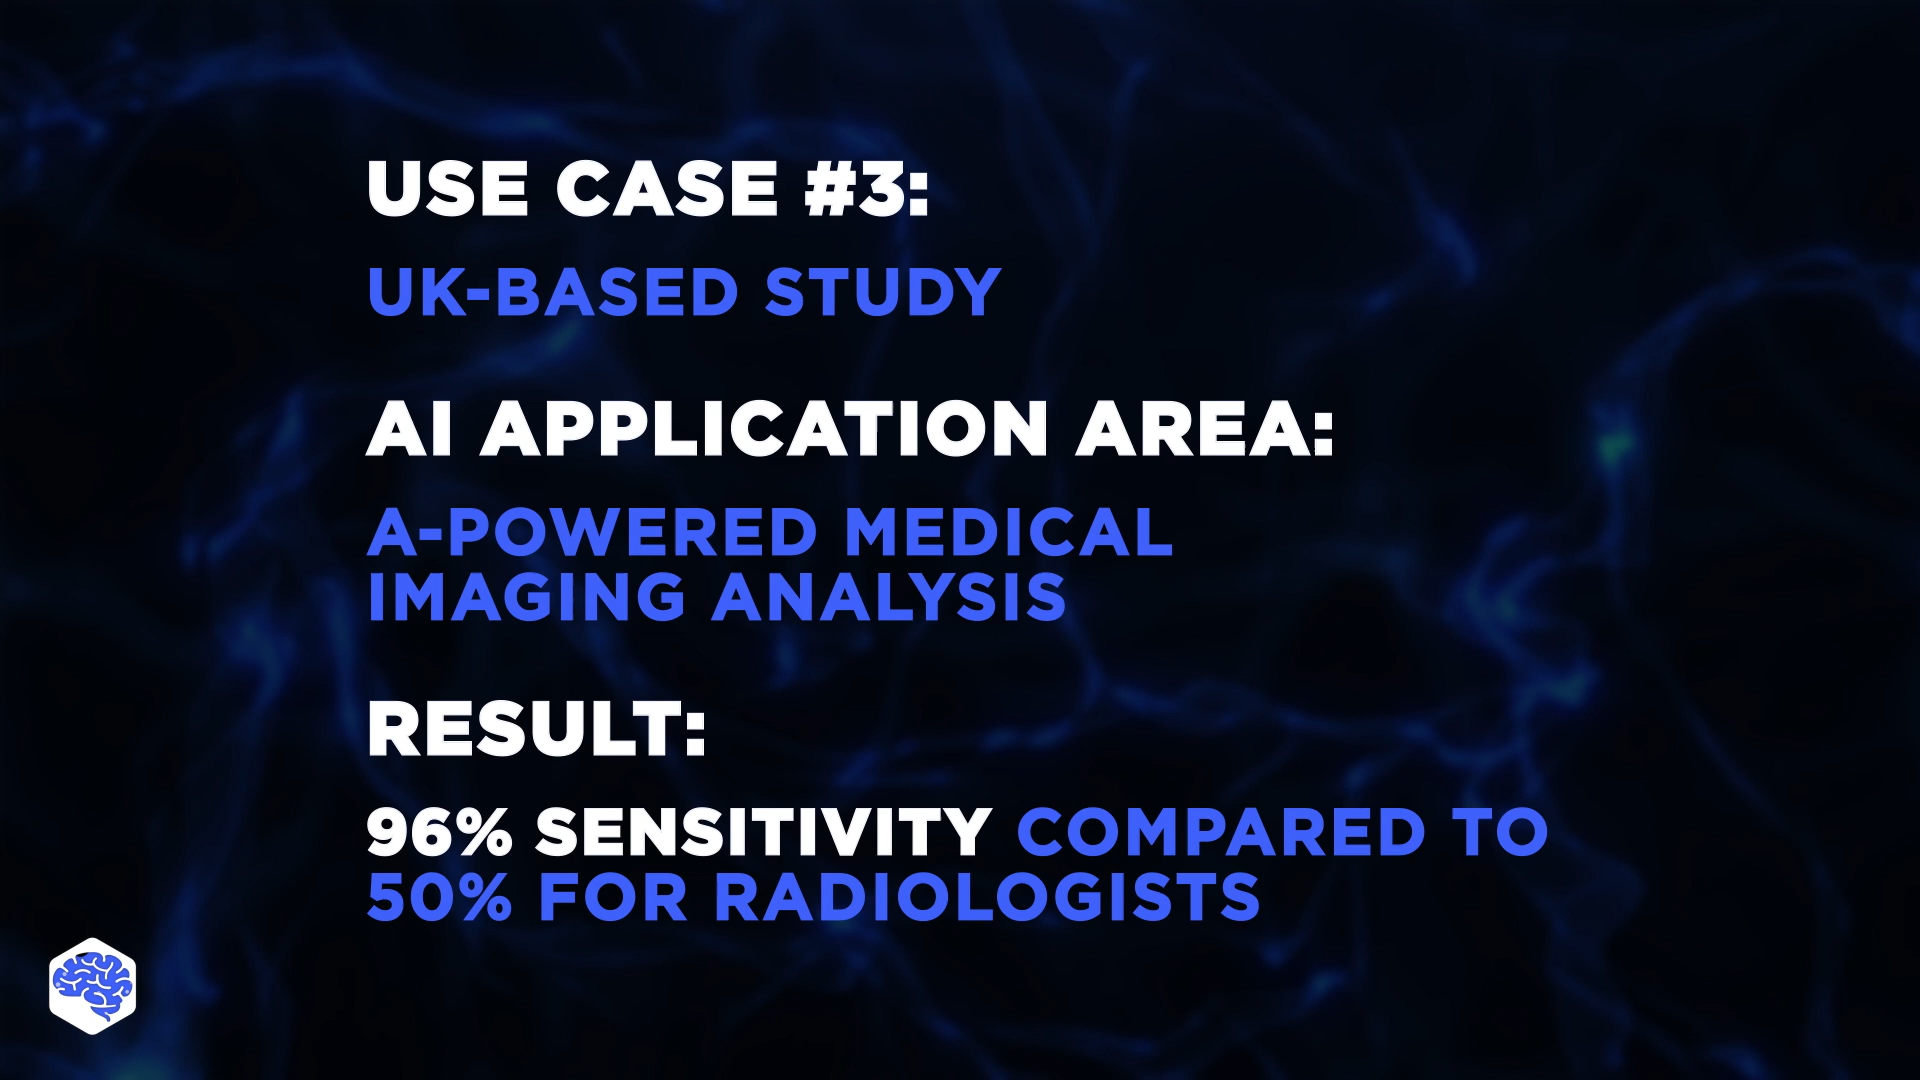 USE CASE #3:
UK-BASED STUDY
AI APPLICATION AREA:
A-POWERED MEDICAL
IMAGING ANALYSIS
RESULT:
96% SENSITIVITY COMPARED TO
50% FOR RADIOLOGISTS